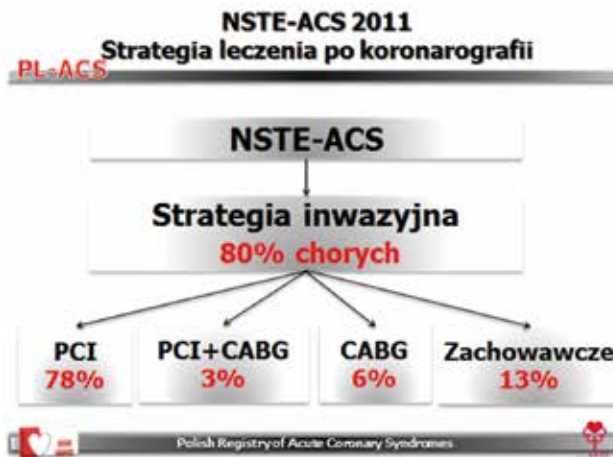 NSTE-ACS 2011
Strategia leczenia po koronarografii
PL-ACS
NSTE-ACS
Strategia inwazyjna
80% chorych
PCI
78%
PCI+CABG
3%
CABG
6%
Zachowawcze
13%
Polish Registry of Acute Coronary Syndromes